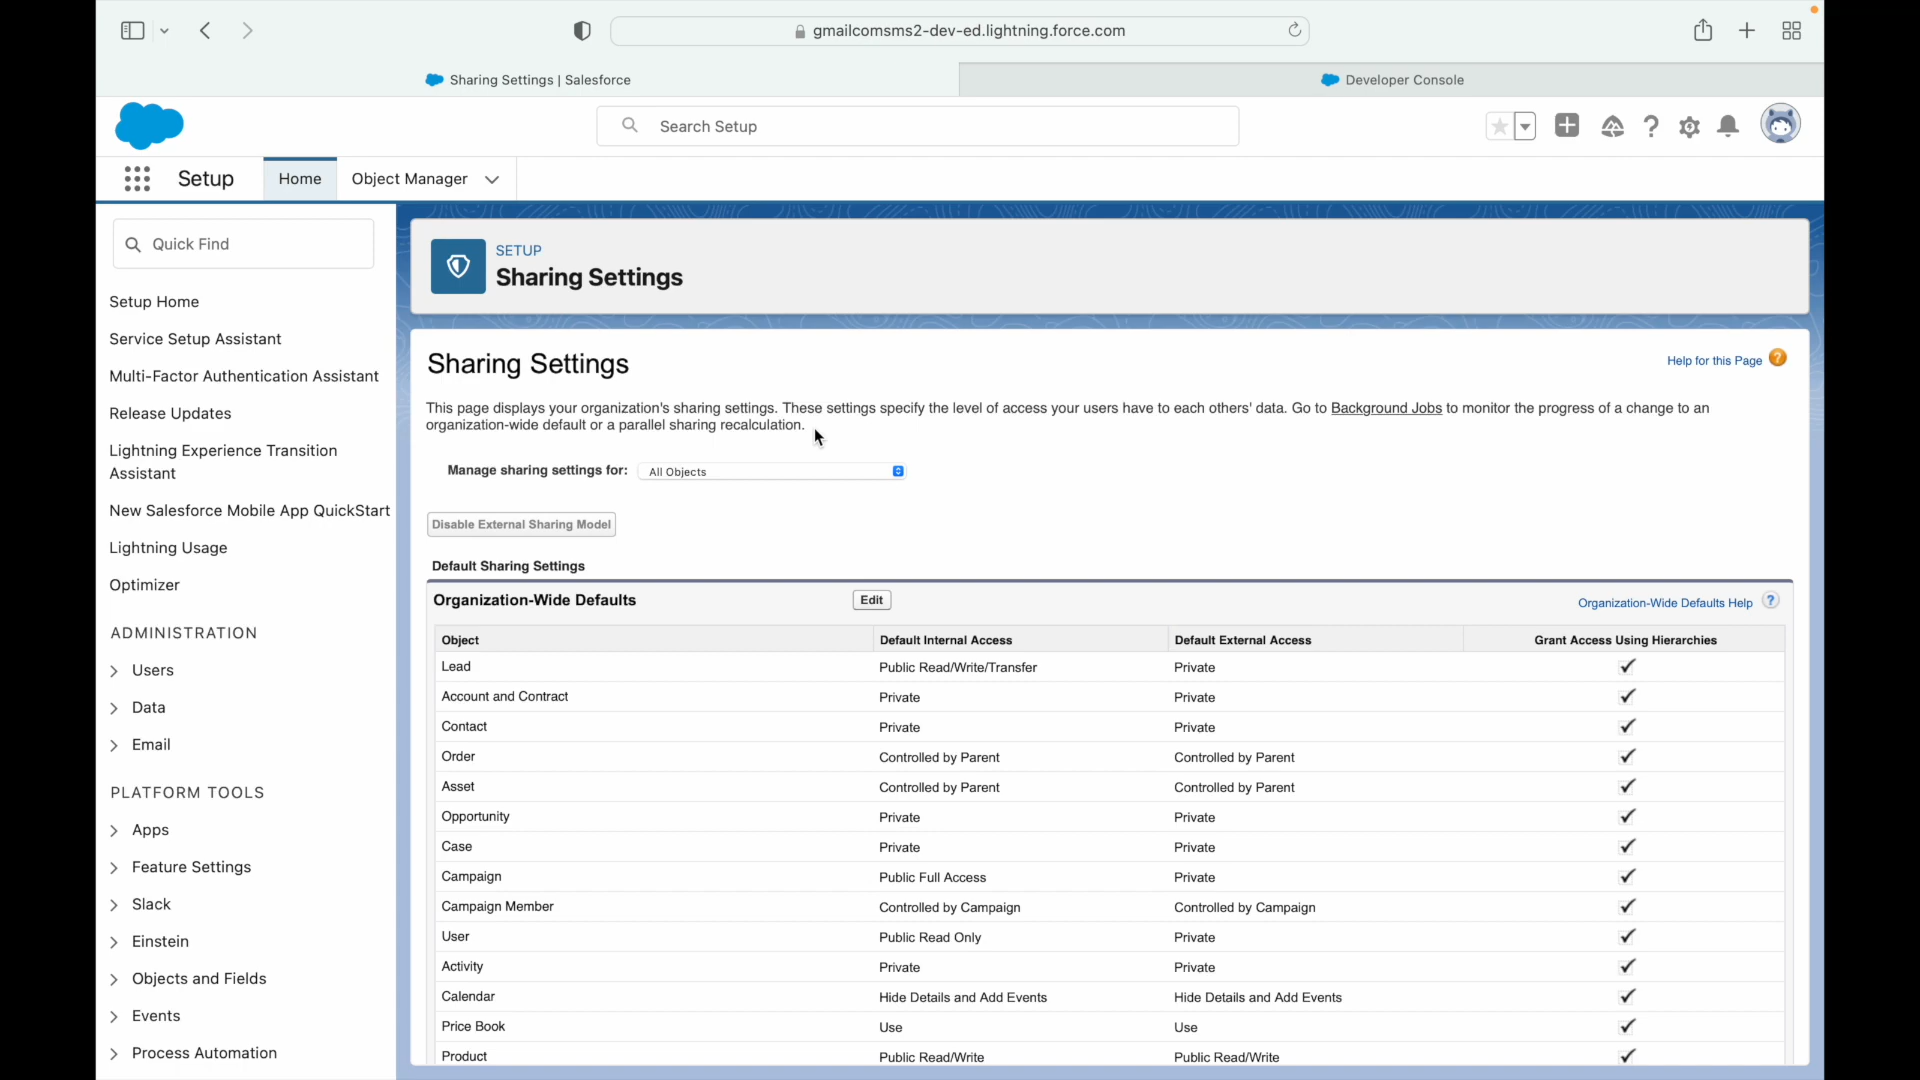 gmailcomsms2-dev-ed.lightning.force.com
Sharing Settings | Salesforce
Developer Console
Search Setup
Setup
Home
Object Manager
Quick Find
Setup Home
Service Setup Assistant
Multi-Factor Authentication Assistant
Release Updates
Lightning Experience Transition
Assistant
New Salesforce Mobile App QuickStart
Lightning Usage
Optimizer
ADMINISTRATION
Users
Data
Email
PLATFORM TOOLS
Apps
Feature Settings
Slack
Einstein
Objects and Fields
Events
Process Automation
SETUP
Sharing Settings
Sharing Settings
Help for this Page
This page displays your organization's sharing settings. These settings specify the level of access your users have to each others' data. Go to Background Jobs to monitor the progress of a change to an
organization-wide default or a parallel sharing recalculation.
Manage sharing settings for: All Objects
Disable External Sharing Model
Default Sharing Settings
Organization-Wide Defaults Edit Organization-Wide Defaults Help ?
Object Default Internal Access Default External Access Grant Access Using Hierarchies
Lead Public Read/Write/Transfer Private ✓
Account and Contract Private Private ✓
Contact Private Private ✓
Order Controlled by Parent Controlled by Parent ✓
Asset Controlled by Parent Controlled by Parent ✓
Opportunity Private Private ✓
Case Private Private ✓
Campaign Public Full Access Private ✓
Campaign Member Controlled by Campaign Controlled by Campaign ✓
User Public Read Only Private ✓
Activity Private Private ✓
Calendar Hide Details and Add Events Hide Details and Add Events ✓
Price Book Use Use ✓
Product Public Read/Write Public Read/Write ✓